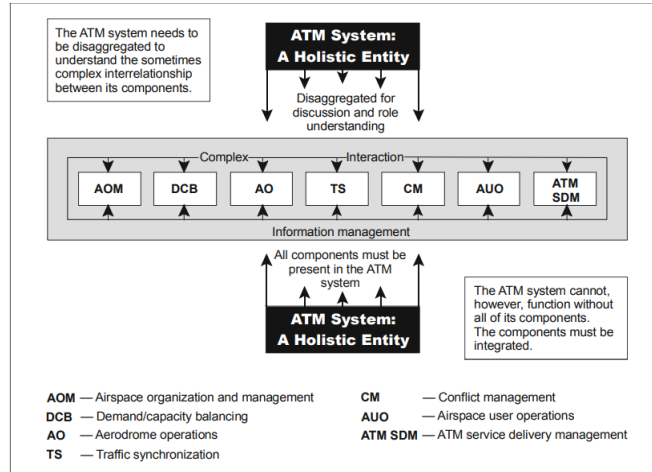 The ATM system needs to
be disaggregated to
understand the sometimes
complex interrelationship
between its components.
ATM System:
A Holistic Entity
Disaggregated for
discussion and role
understanding
Complex
Interaction
AOM
DCB
AO
TS
CM
AUO
ATM
SDM
Information management
All components must be
present in the ATM
system
ATM System:
A Holistic Entity
The ATM system cannot,
however, function without
all of its components.
The components must be
integrated.
AOM — Airspace organization and management
DCB — Demand/capacity balancing
AO — Aerodrome operations
TS — Traffic synchronization
CM — Conflict management
AUO — Airspace user operations
ATM SDM — ATM service delivery management